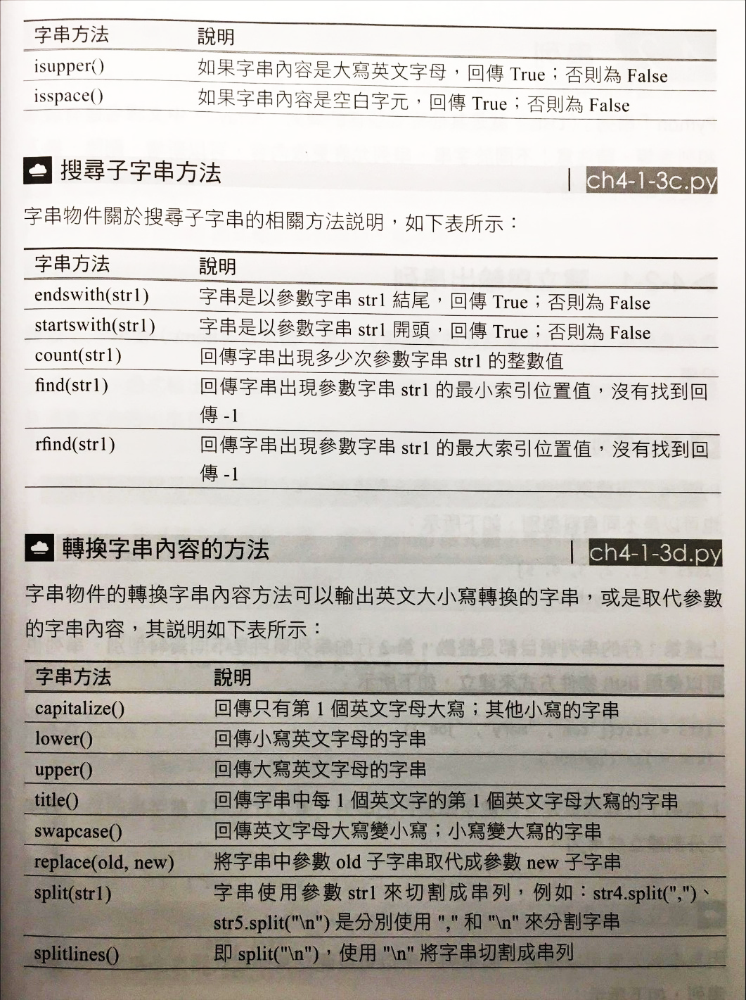 字串方法 說明
isupper() 如果字串內容是大寫英文字母，回傳 True；否則為 False
isspace() 如果字串內容是空白字元，回傳 True；否則為 False
搜尋子字串方法 | ch4-1-3c.py
字串物件關於搜尋子字串的相關方法說明，如下表所示：
字串方法 說明
endswith(str1) 字串是以參數字串 str1 結尾，回傳 True；否則為 False
startswith(str1) 字串是以參數字串 str1 開頭，回傳 True；否則為 False
count(str1) 回傳字串出現多少次參數字串 str1 的整數值
find(str1) 回傳字串出現參數字串 str1 的最小索引位置值，沒有找到回
傳 -1
rfind(str1) 回傳字串出現參數字串 str1 的最大索引位置值，沒有找到回
傳 -1
轉換字串內容的方法 | ch4-1-3d.py
字串物件的轉換字串內容方法可以輸出英文大小寫轉換的字串，或是取代參數
的字串內容，其說明如下表所示：
字串方法 說明
capitalize() 回傳只有第 1 個英文字母大寫；其他小寫的字串
lower() 回傳小寫英文字母的字串
upper() 回傳大寫英文字母的字串
title() 回傳字串中每 1 個英文字的第 1 個英文字母大寫的字串
swapcase() 回傳英文字母大寫變小寫；小寫變大寫的字串
replace(old, new) 將字串中參數 old 子字串取代成參數 new 子字串
split(str1) 字串使用參數 str1 來切割成串列，例如：str4.split(",")、
str5.split("\n") 是分別使用 "," 和 "\n" 來分割字串
splitlines() 即 split("\n")，使用 "\n" 將字串切割成串列